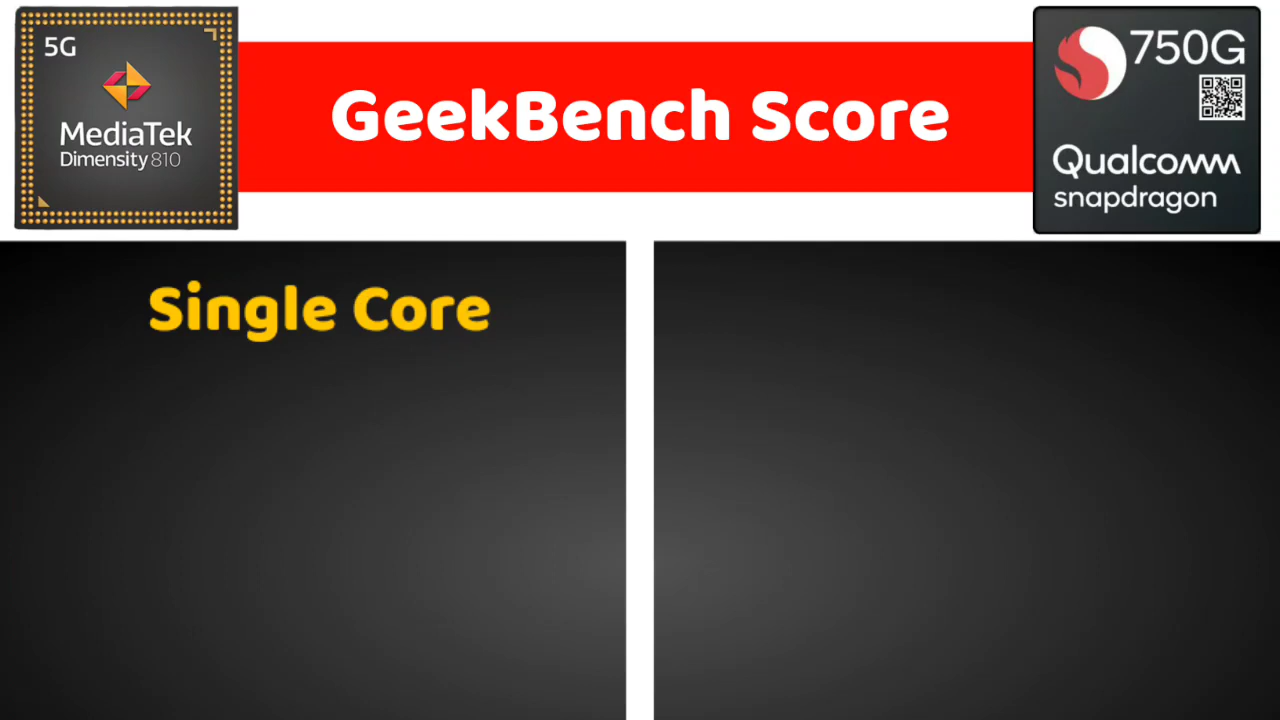 5G
MediaTek
Dimensity 810
GeekBench Score
750G
Qualcomm
snapdragon
Single Core